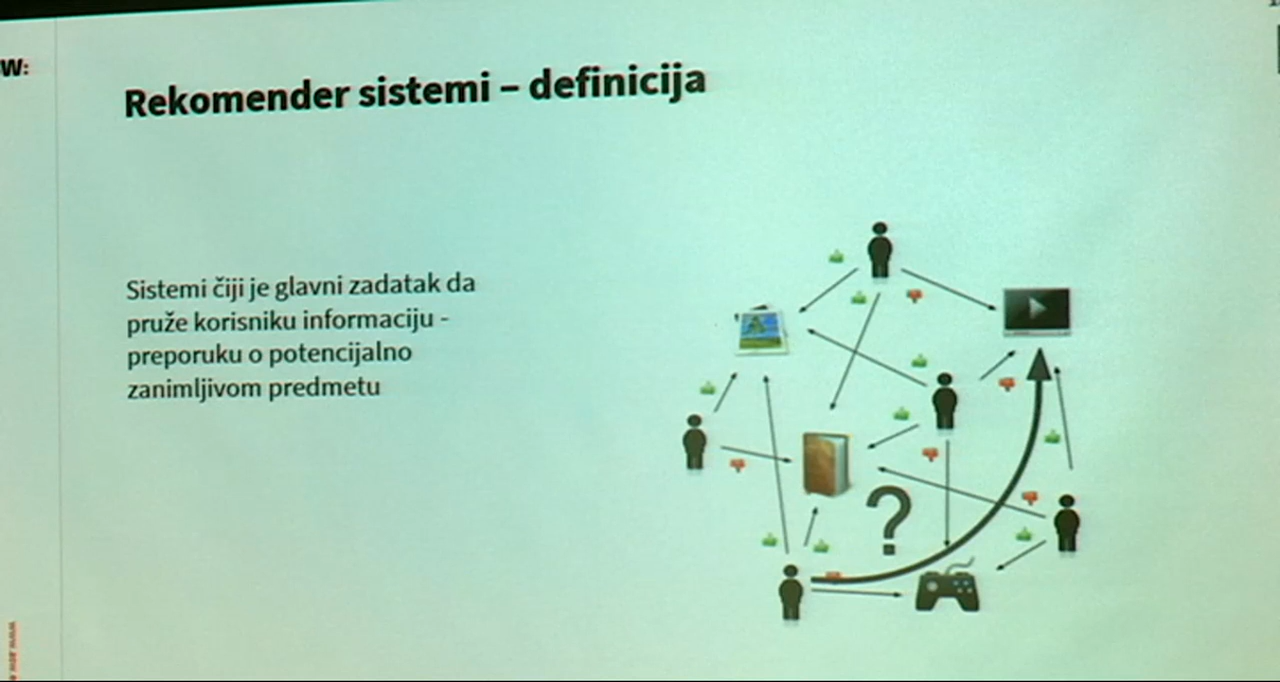 W:
Rekomender sistemi – definicija
Sistemi čiji je glavni zadatak da
pruže korisniku informaciju -
preporuku o potencijalno
zanimljivom predmetu
?